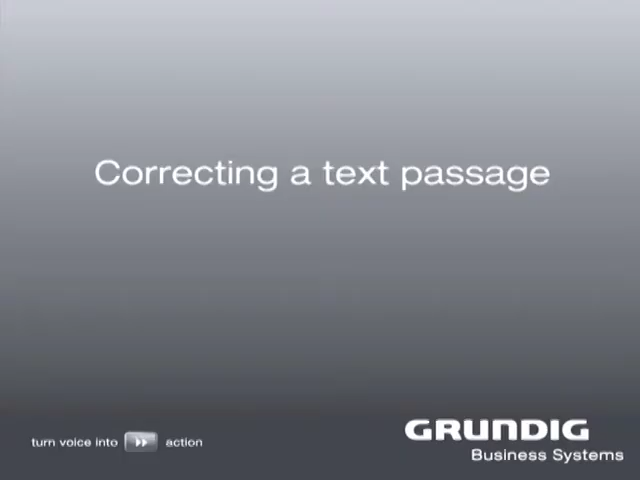 Correcting a text passage
turn voice into action
GRUNDIG
Business Systems